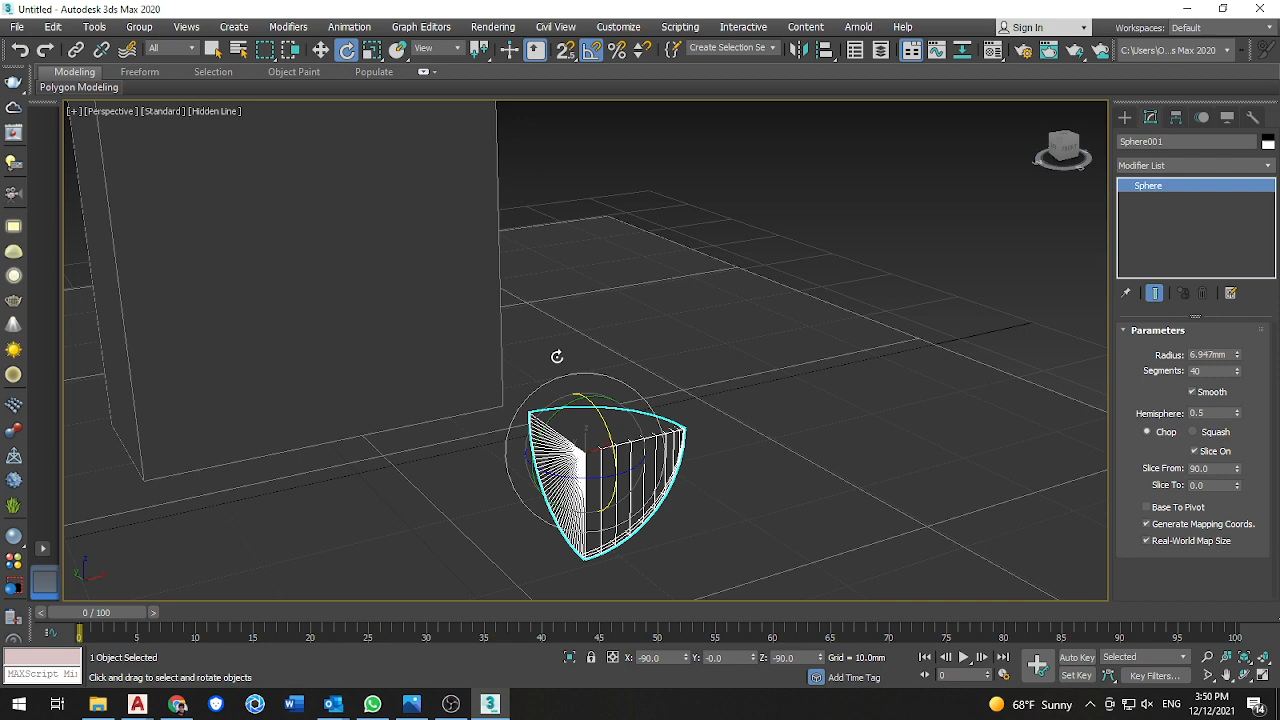 Untitled - Autodesk 3ds Max 2020
File Edit Tools Group Views Create Modifiers Animation Graph Editors Rendering Civil View Customize Scripting Interactive Content Arnold Help Sign In Workspaces: Default
All View Create Selection Se C:\Users\O...s Max 2020
Modeling Freeform Selection Object Paint Populate
Polygon Modeling
[+] [Perspective] [Standard] [Hidden Line]
FRONT
Sphere001
Modifier List
Sphere
Parameters
Radius: 6.947mm
Segments: 40
Smooth
Hemisphere: 0.5
Chop Squash
Slice On
Slice From: 90.0
Slice To: 0.0
Base To Pivot
Generate Mapping Coords.
Real-World Map Size
z
z
y
x
0 / 100
0 5 10 15 20 25 30 35 40 45 50 55 60 65 70 75 80 85 90 95 100
1 Object Selected X: -90.0 Y: -0.0 Z: -90.0 Grid = 10.0mm Auto Key Selected
MAXScript Mir Click and drag to select and rotate objects Add Time Tag 0 Set Key Key Filters...
68°F Sunny ENG 3:50 PM
12/12/2021
14